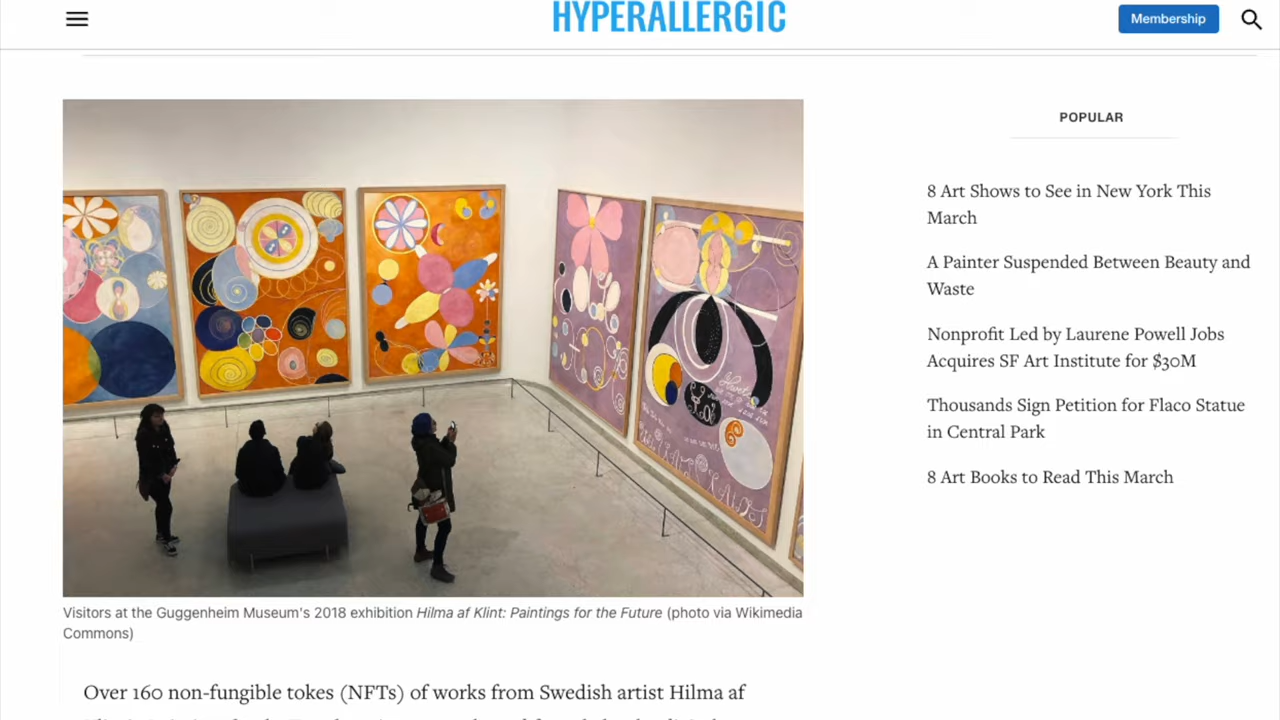 HYPERALLERGIC
Membership
POPULAR
8 Art Shows to See in New York This
March
A Painter Suspended Between Beauty and
Waste
Nonprofit Led by Laurene Powell Jobs
Acquires SF Art Institute for $30M
Thousands Sign Petition for Flaco Statue
in Central Park
8 Art Books to Read This March
Visitors at the Guggenheim Museum's 2018 exhibition Hilma af Klint: Paintings for the Future (photo via Wikimedia
Commons)
Over 160 non-fungible tokes (NFTs) of works from Swedish artist Hilma af